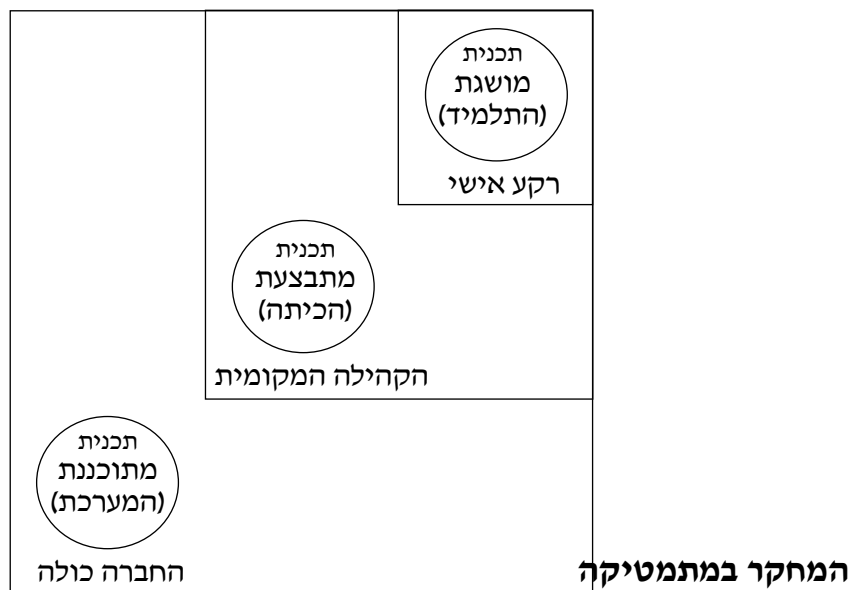 תכנית
מושגת
(התלמיד)
רקע אישי
תכנית
מתבצעת
(הכיתה)
הקהילה המקומית
תכנית
מתוכננת
(המערכת)
החברה כולה
המחקר במתמטיקה